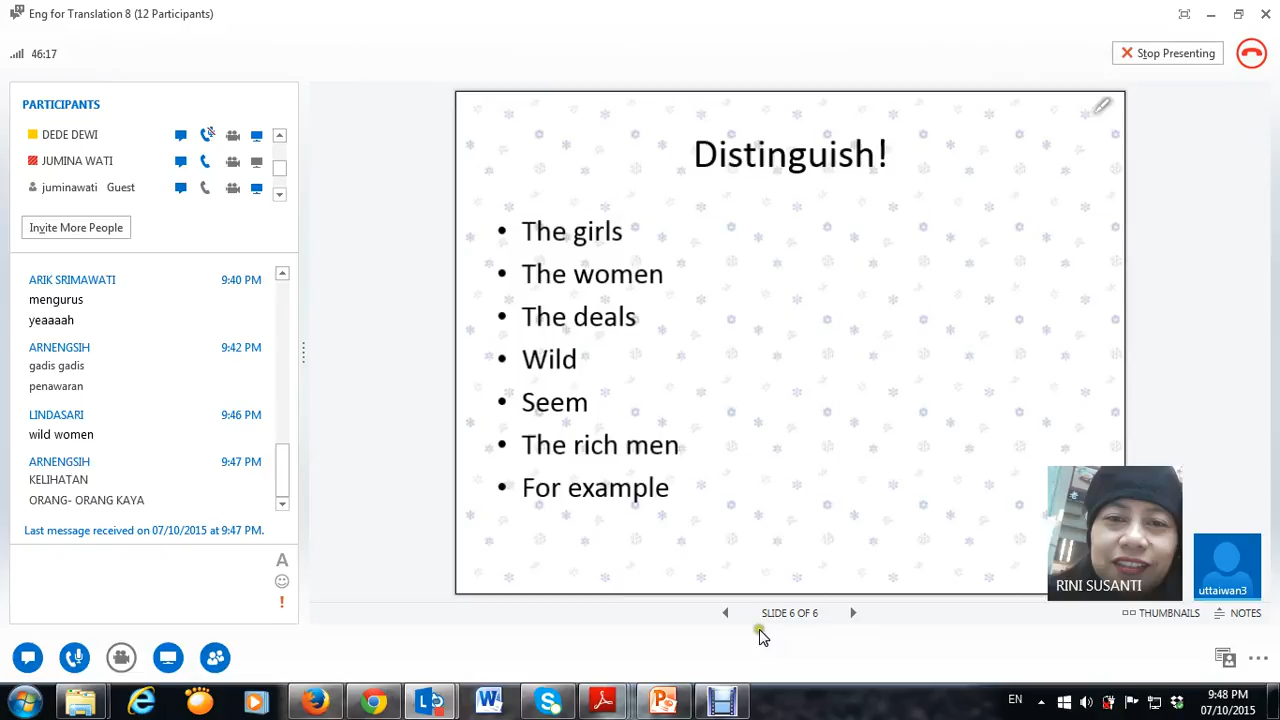 Eng for Translation 8 (12 Participants)
46:17
Stop Presenting
PARTICIPANTS
DEDE DEWI
JUMINA WATI
juminawati Guest
Invite More People
ARIK SRIMAWATI 9:40 PM
mengurus
yeaaaah
ARNENGSIH 9:42 PM
gadis gadis
penawaran
LINDASARI 9:46 PM
wild women
ARNENGSIH 9:47 PM
KELIHATAN
ORANG- ORANG KAYA
Last message received on 07/10/2015 at 9:47 PM.
A
Distinguish!
• The girls
• The women
• The deals
• Wild
• Seem
• The rich men
• For example
RINI SUSANTI
uttaiwan3
SLIDE 6 OF 6
THUMBNAILS
NOTES
EN
9:48 PM
07/10/2015